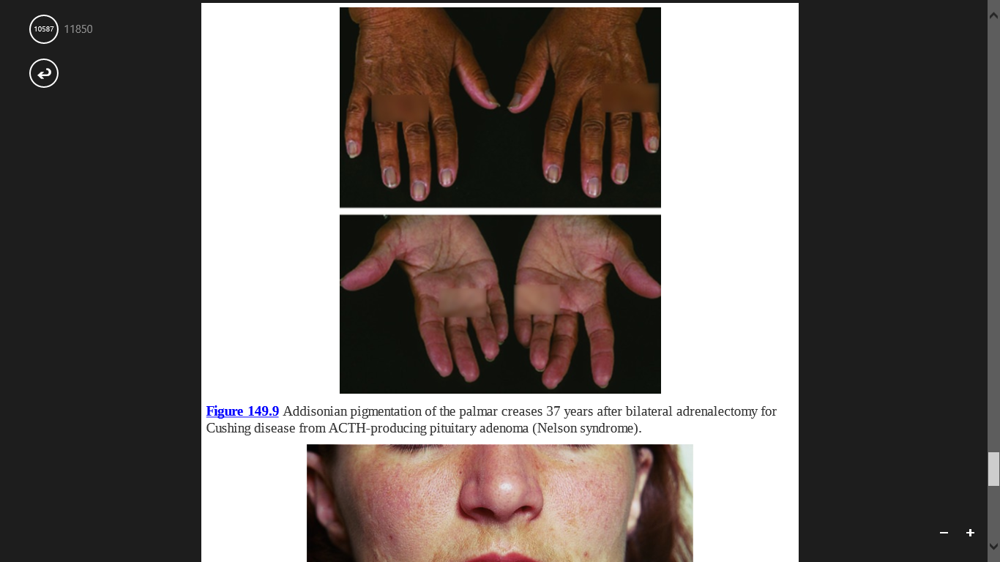 10587 11850
Figure 149.9 Addisonian pigmentation of the palmar creases 37 years after bilateral adrenalectomy for
Cushing disease from ACTH-producing pituitary adenoma (Nelson syndrome).